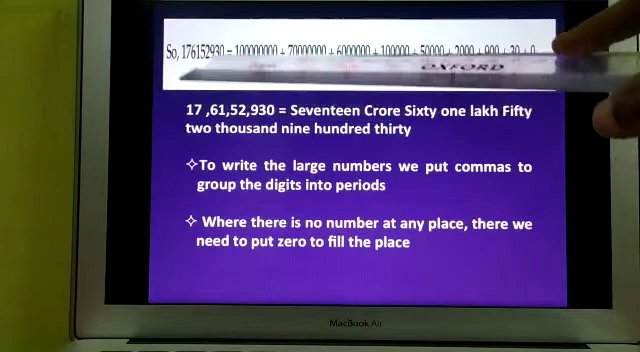 So, 176152930 = 100000000 + 70000000 + 6000000 + 100000 + 50000 + 2000 + 900 + 30 + 0
OXFORD
17 ,61,52,930 = Seventeen Crore Sixty one lakh Fifty
two thousand nine hundred thirty
✧To write the large numbers we put commas to
group the digits into periods
✧ Where there is no number at any place, there we
need to put zero to fill the place
MacBook Air